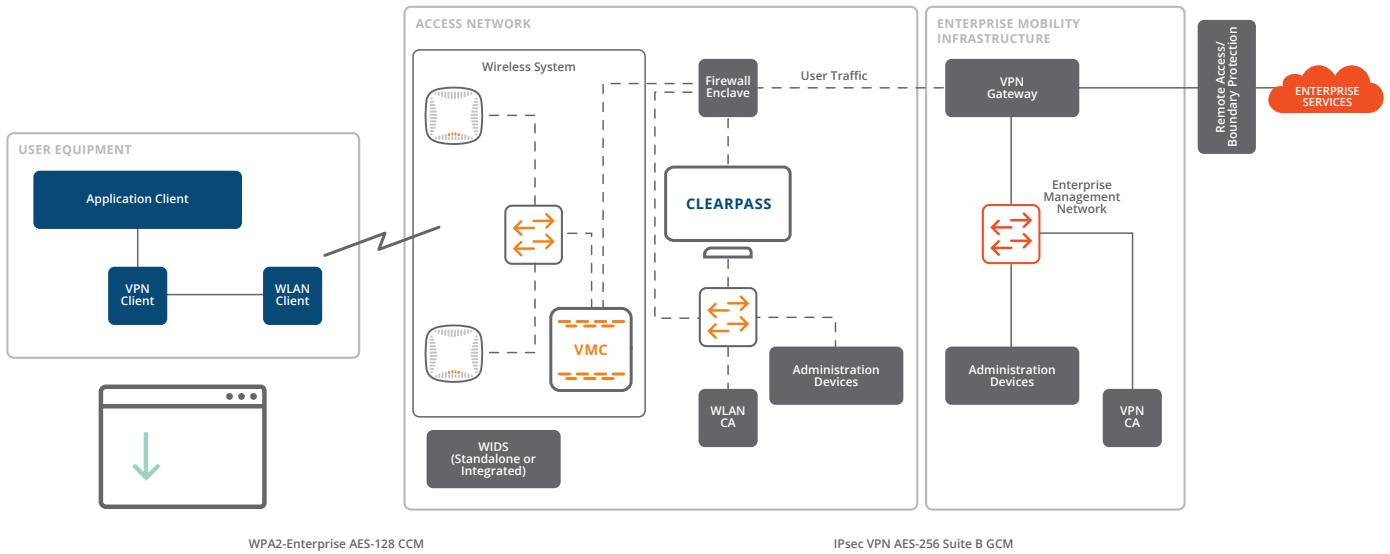 ACCESS NETWORK
ENTERPRISE MOBILITY
INFRASTRUCTURE
Wireless System
Firewall
Enclave
User Traffic
VPN
Gateway
Remote Access/
Boundary Protection
ENTERPRISE
SERVICES
USER EQUIPMENT
Application Client
CLEARPASS
Enterprise
Management
Network
VPN
Client
WLAN
Client
VMC
Administration
Devices
Administration
Devices
WLAN
CA
VPN
CA
WIDS
(Standalone or
Integrated)
WPA2-Enterprise AES-128 CCM
IPsec VPN AES-256 Suite B GCM